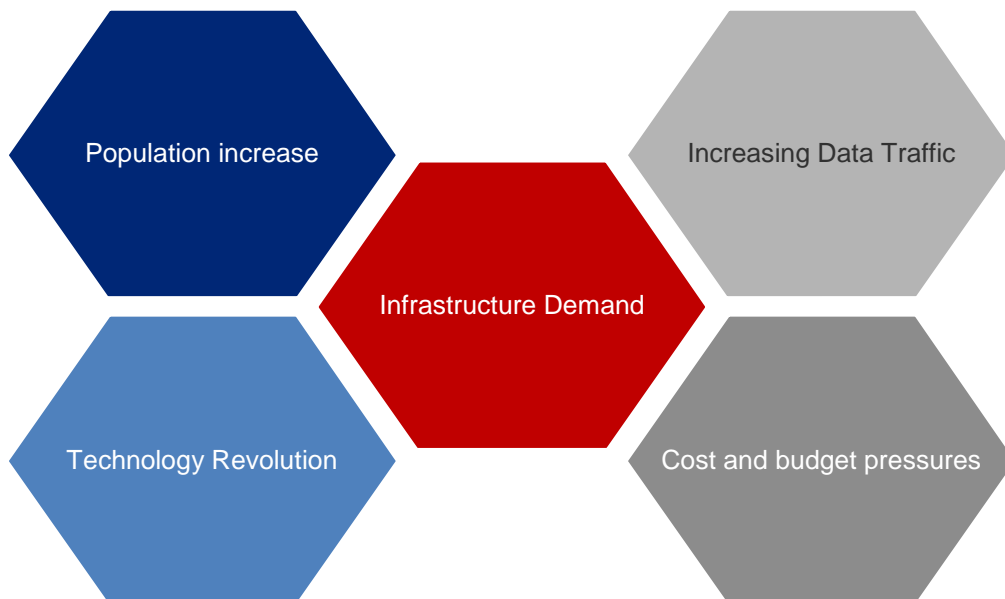 Population increase
Increasing Data Traffic
Infrastructure Demand
Technology Revolution
Cost and budget pressures